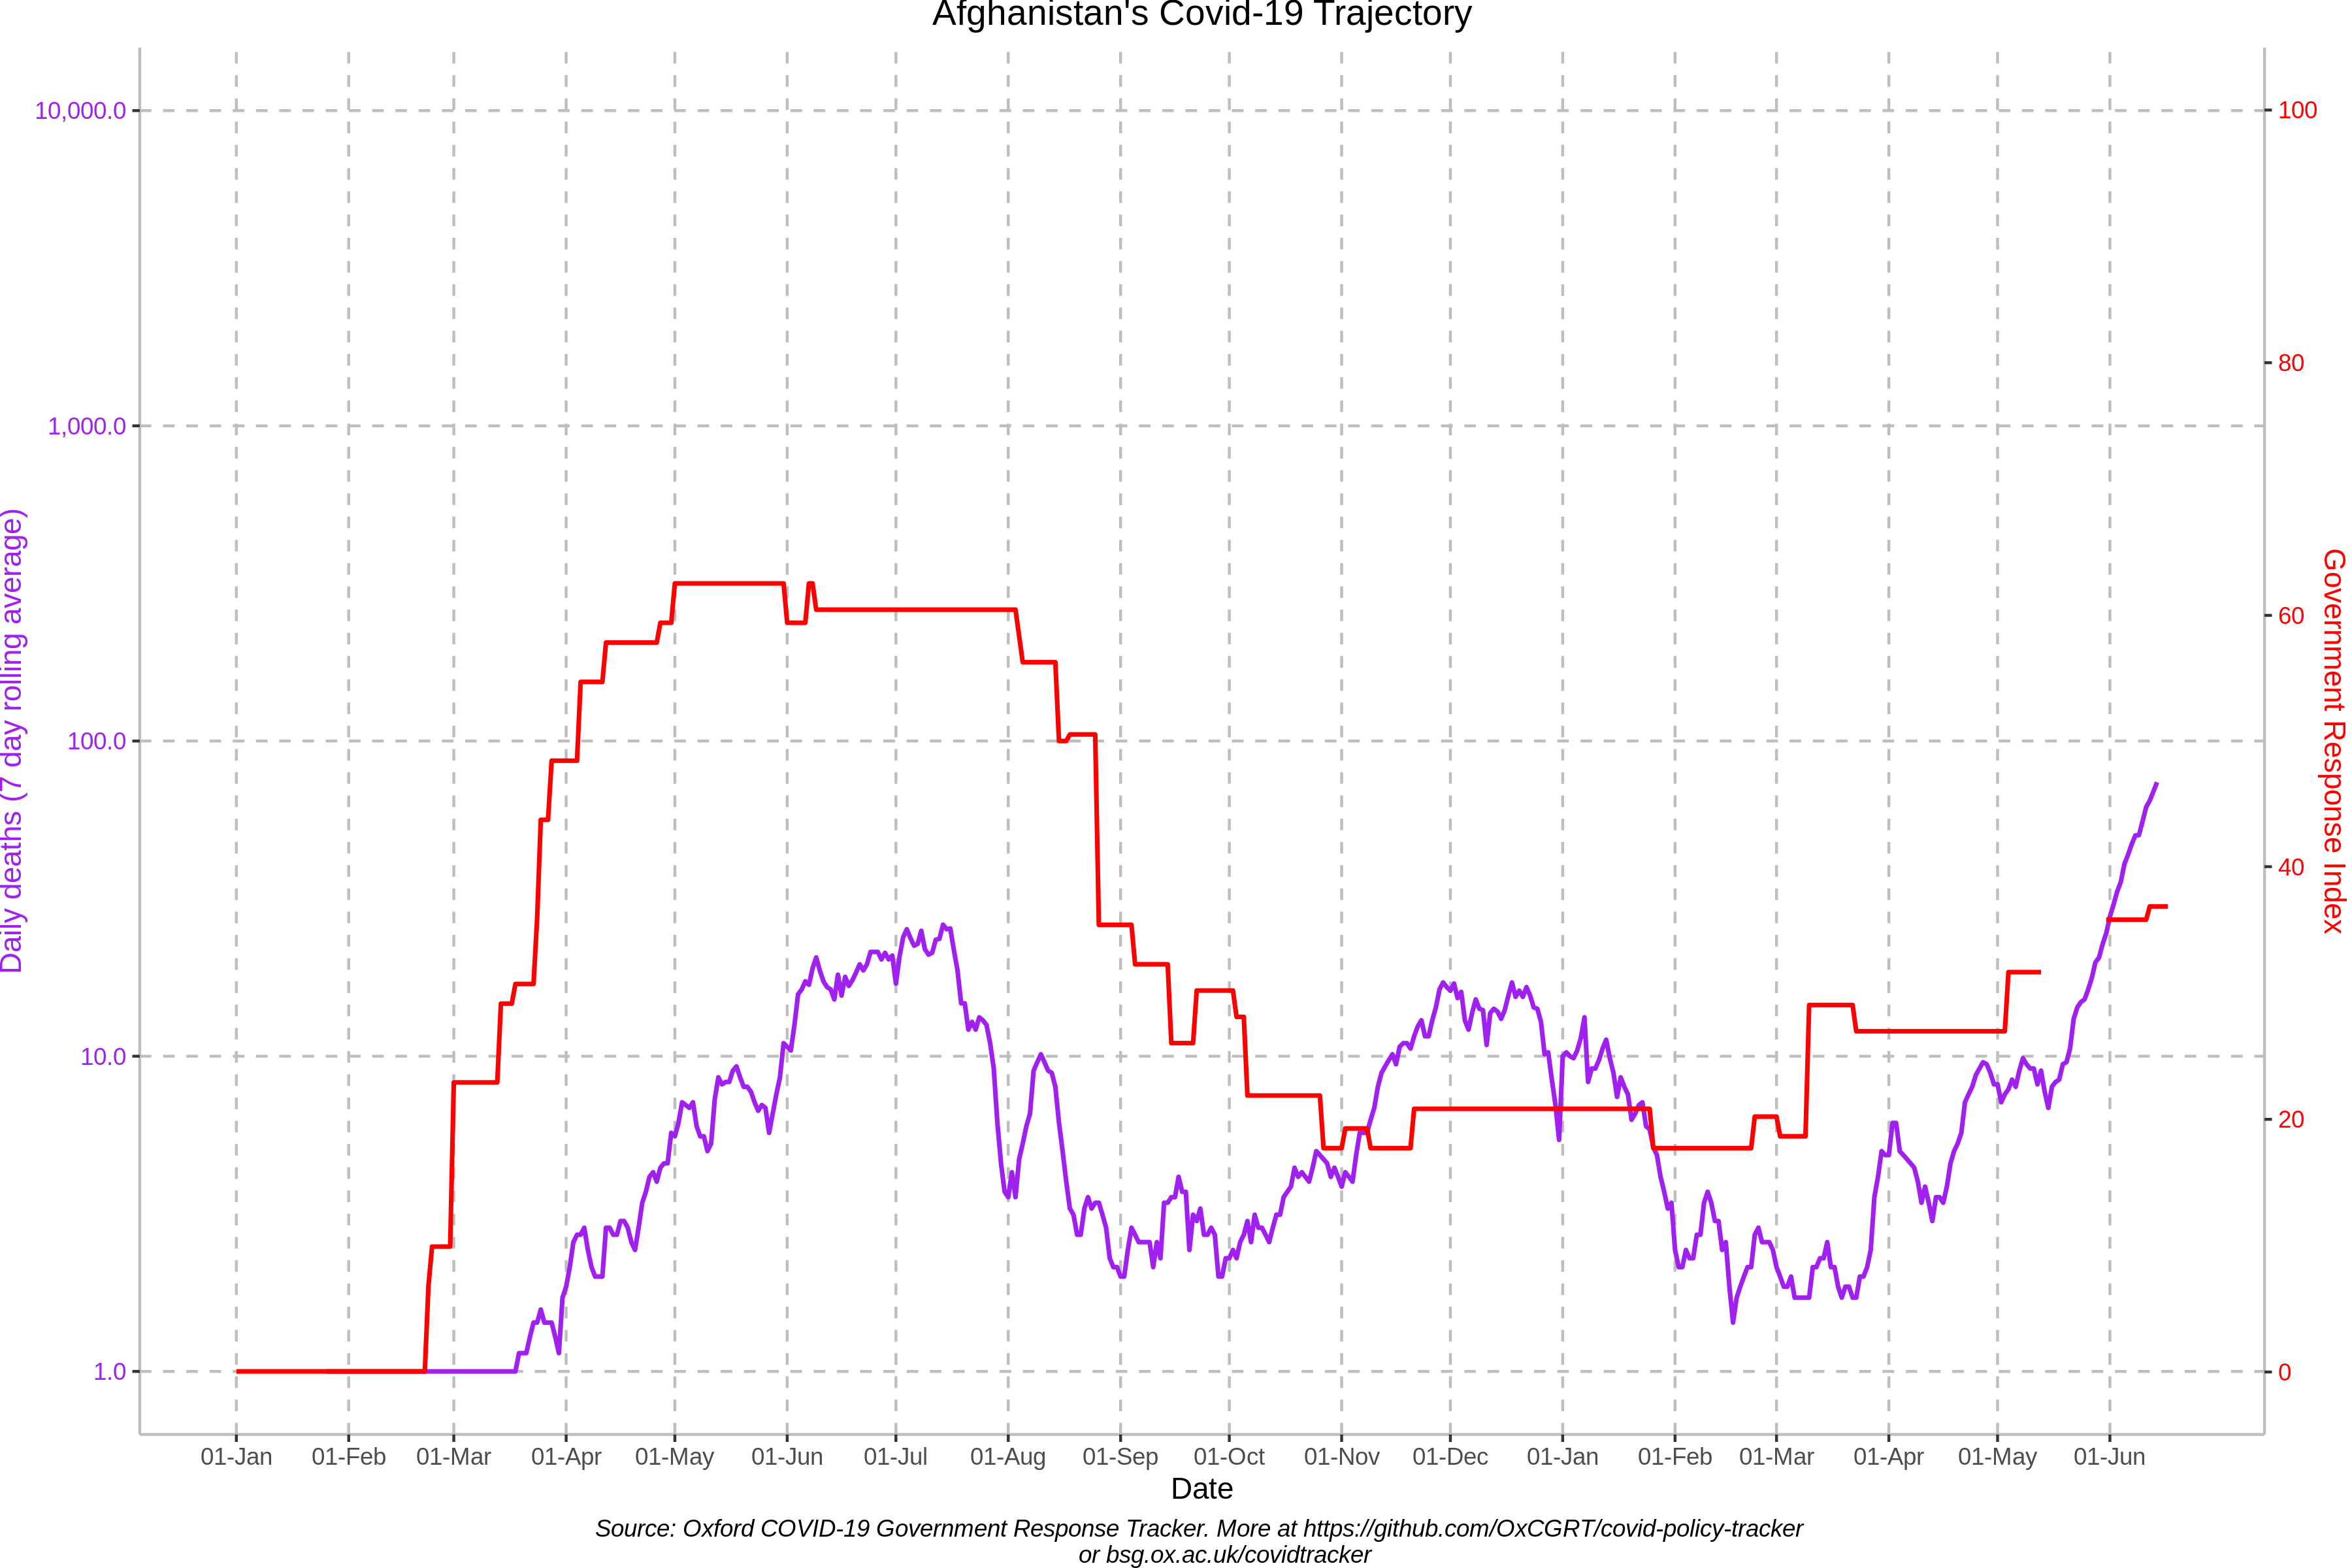 Afghanistan's Covid-19 Trajectory
10,000.0
1,000.0
100.0
10.0
1.0
Daily deaths (7 day rolling average)
100
80
60
40
20
0
Government Response Index
01-Jan 01-Feb 01-Mar 01-Apr 01-May 01-Jun 01-Jul 01-Aug 01-Sep 01-Oct 01-Nov 01-Dec 01-Jan 01-Feb 01-Mar 01-Apr 01-May 01-Jun
Date
Source: Oxford COVID-19 Government Response Tracker. More at https://github.com/OxCGRT/covid-policy-tracker
or bsg.ox.ac.uk/covidtracker